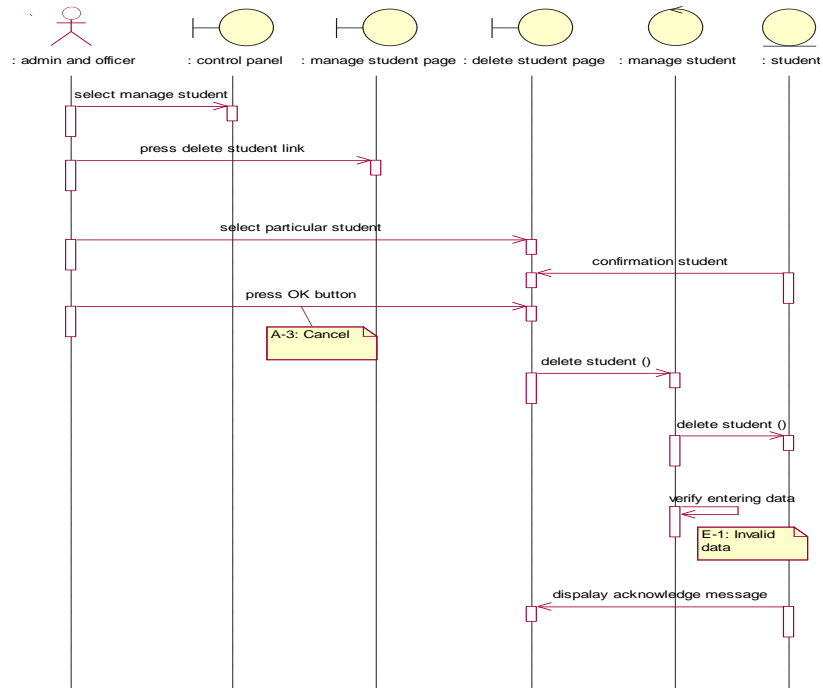 : admin and officer
: control panel
: manage student page
: delete student page
: manage student
: student
select manage student
press delete student link
select particular student
confirmation student
press OK button
A-3: Cancel
delete student ()
delete student ()
verify entering data
E-1: Invalid
data
dispalay acknowledge message